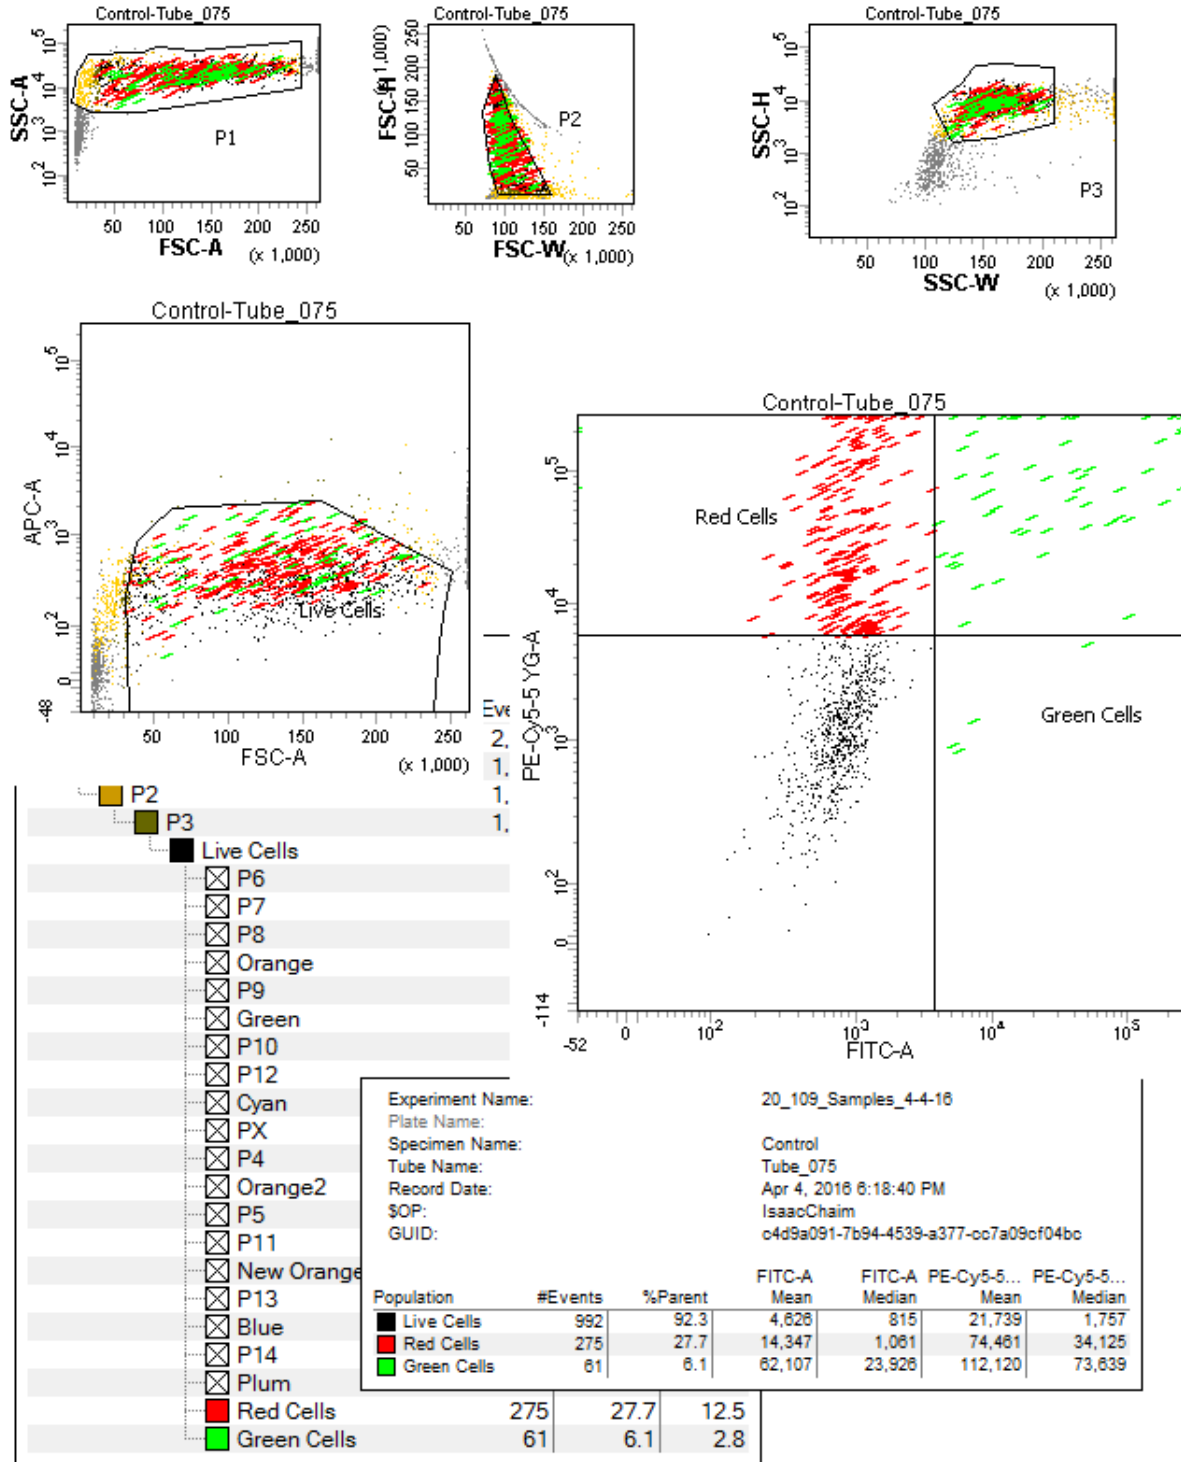 Control-Tube_075
SSC-A
10^5
10^4
10^3
10^2
P1
50 100 150 200 250
FSC-A (x 1,000)
Control-Tube_075
FSC-H
(x 1,000)
250
200
150
100
50
P2
50 100 150 200 250
FSC-W (x 1,000)
Control-Tube_075
SSC-H
10^5
10^4
10^3
10^2
P3
50 100 150 200 250
SSC-W (x 1,000)
Control-Tube_075
APC-A
10^5
10^4
10^3
10^2
0
-48
Live Cells
50 100 150 200 250
FSC-A (x 1,000)
Control-Tube_075
PE-Cy5-5 YG-A
10^5
10^4
10^3
10^2
0
-114
Red Cells
Green Cells
-52 0 10^2 10^3 10^4 10^5
FITC-A
Eve
2,
1,
P2 1,
P3 1,
Live Cells
P6
P7
P8
Orange
P9
Green
P10
P12
Cyan
PX
P4
Orange2
P5
P11
New Orange
P13
Blue
P14
Plum
Red Cells 275 27.7 12.5
Green Cells 61 6.1 2.8
Experiment Name: 20_109_Samples_4-4-16
Plate Name:
Specimen Name: Control
Tube Name: Tube_075
Record Date: Apr 4, 2016 6:18:40 PM
$OP: IsaacChaim
GUID: c4d9a091-7b94-4539-a377-cc7a09cf04bc
FITC-A FITC-A PE-Cy5-5... PE-Cy5-5...
Population #Events %Parent Mean Median Mean Median
Live Cells 992 92.3 4,626 815 21,739 1,757
Red Cells 275 27.7 14,347 1,061 74,461 34,125
Green Cells 61 6.1 62,107 23,926 112,120 73,639